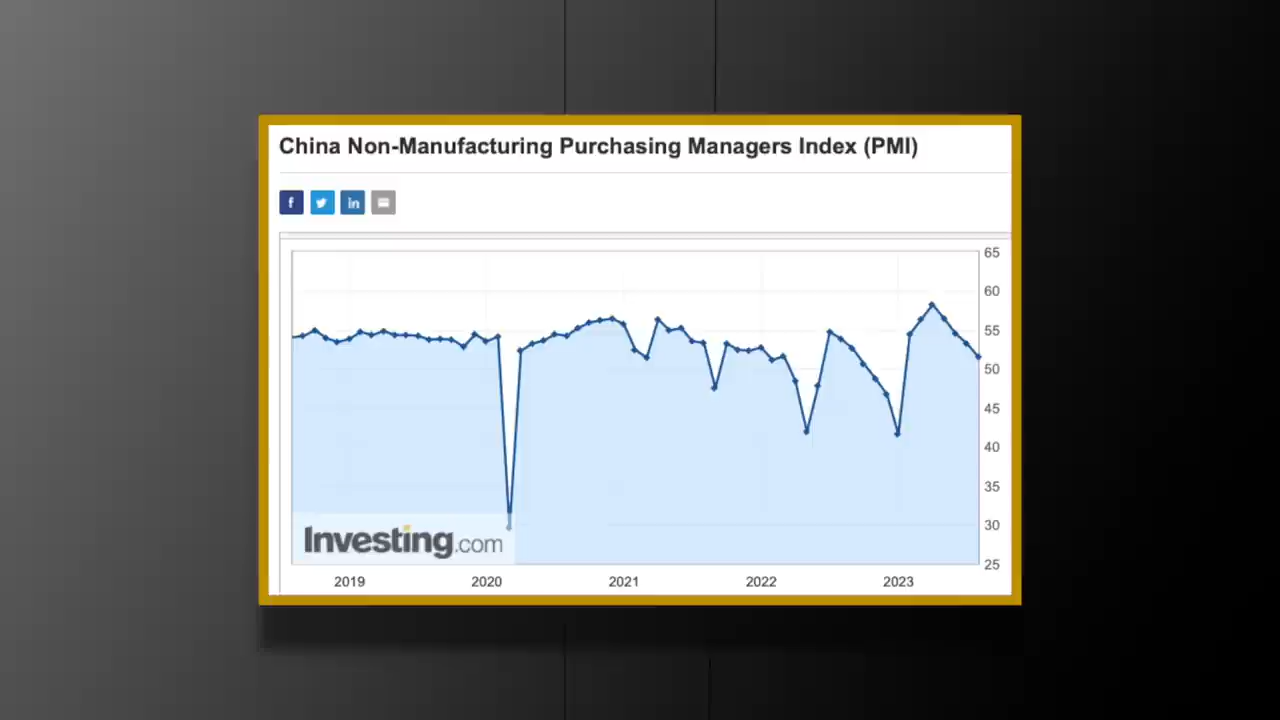 China Non-Manufacturing Purchasing Managers Index (PMI)
f in
65
60
55
50
45
40
35
30
25
Investing.com
2019 2020 2021 2022 2023